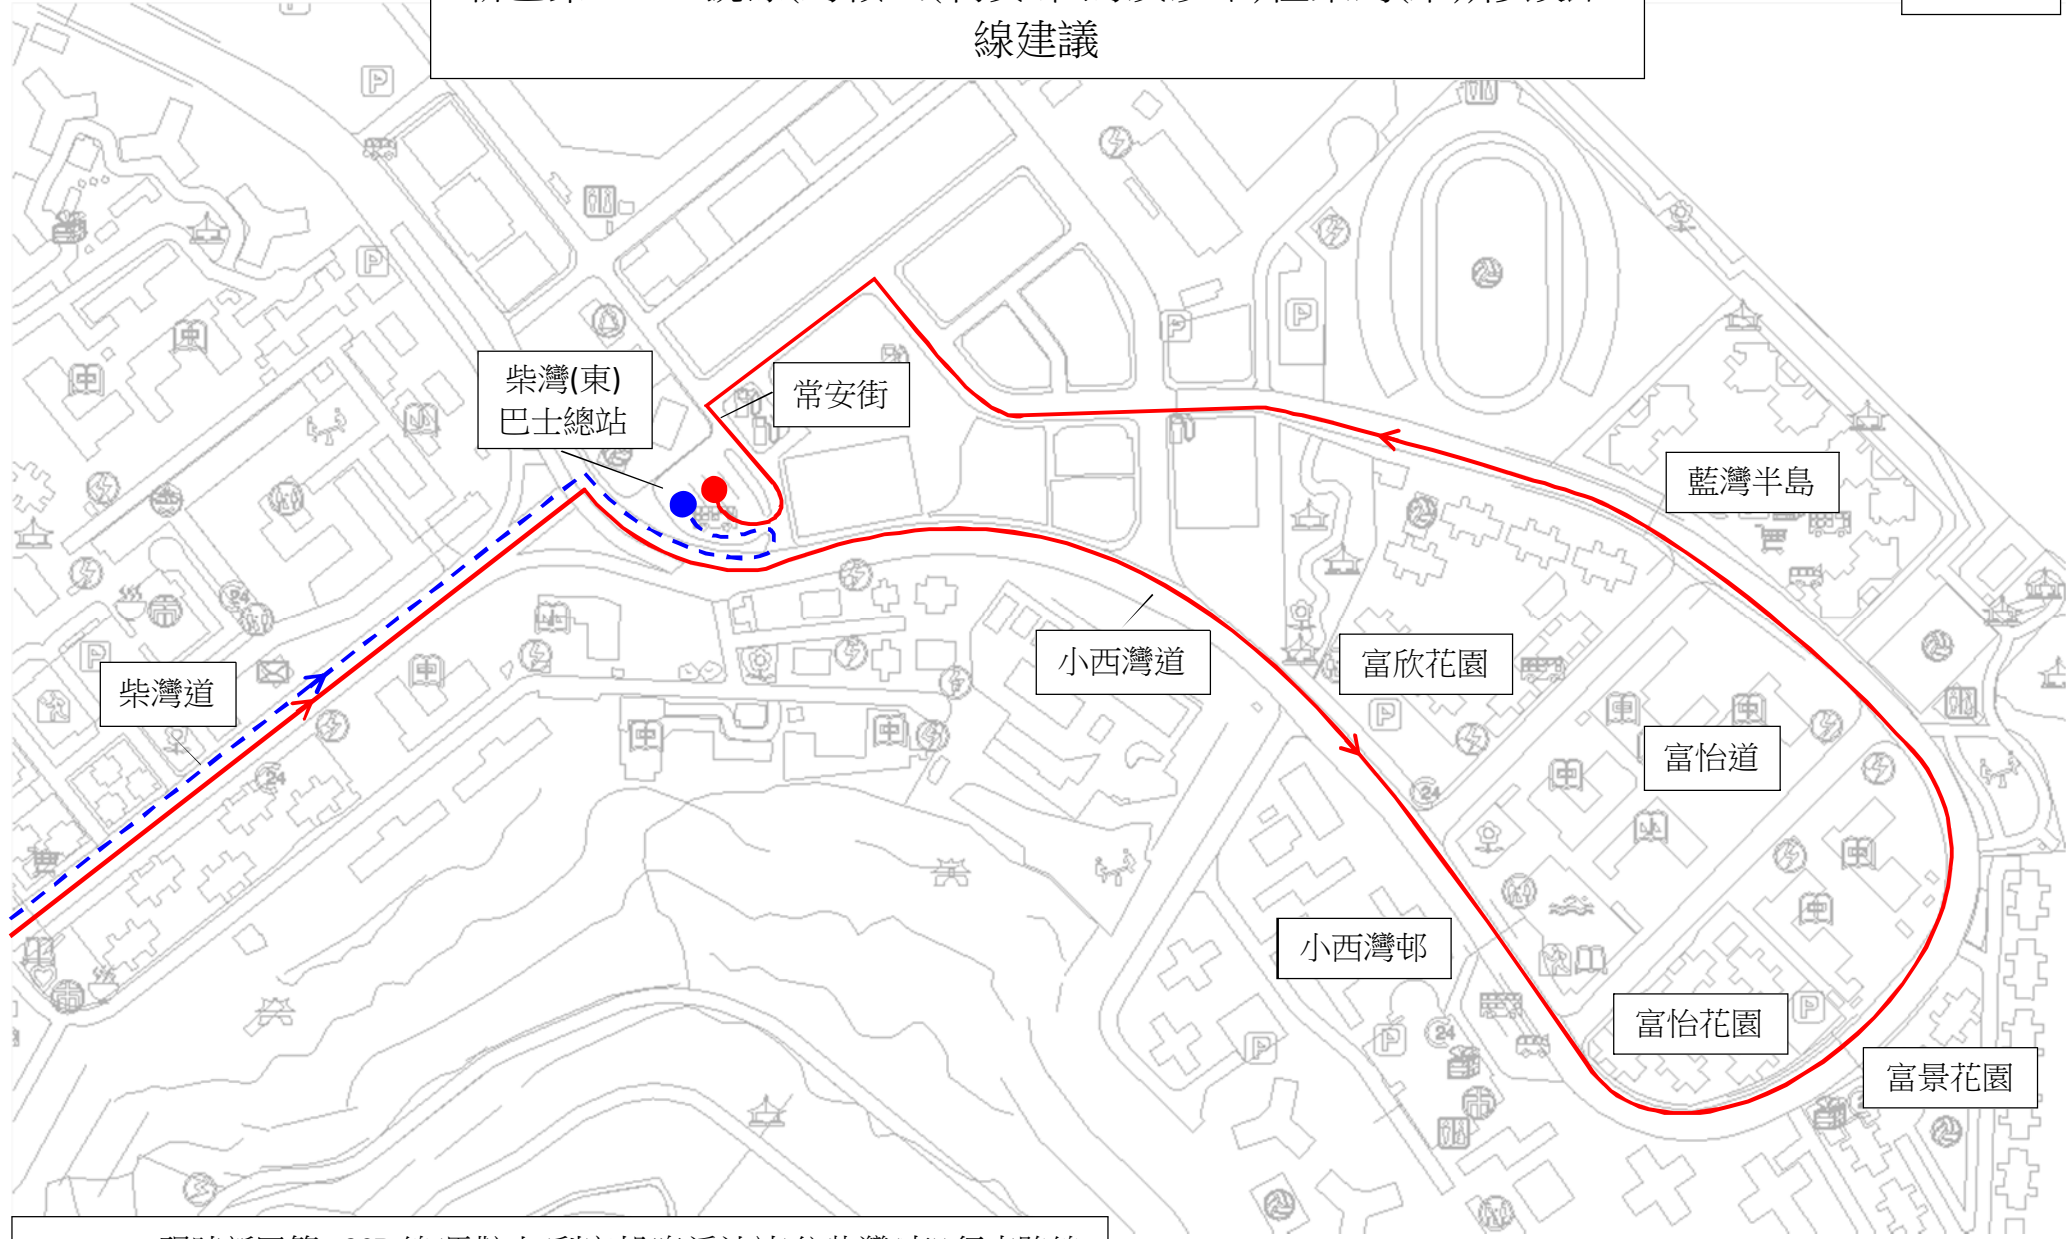 線建議
柴灣(東)
巴士總站
常安街
藍灣半島
小西灣道
富欣花園
柴灣道
富怡道
小西灣邨
富怡花園
富景花園